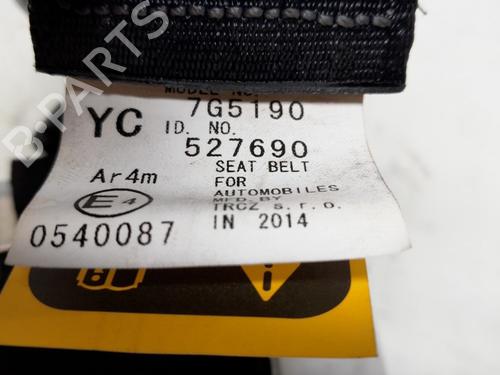 MODEL NO.
7G5190
YC
ID. NO.
527690
Ar4m
SEAT BELT
FOR
AUTOMOBILES
E4
MFD. BY
TRCZ s.r.o.
0540087
IN 2014
B-PARTS